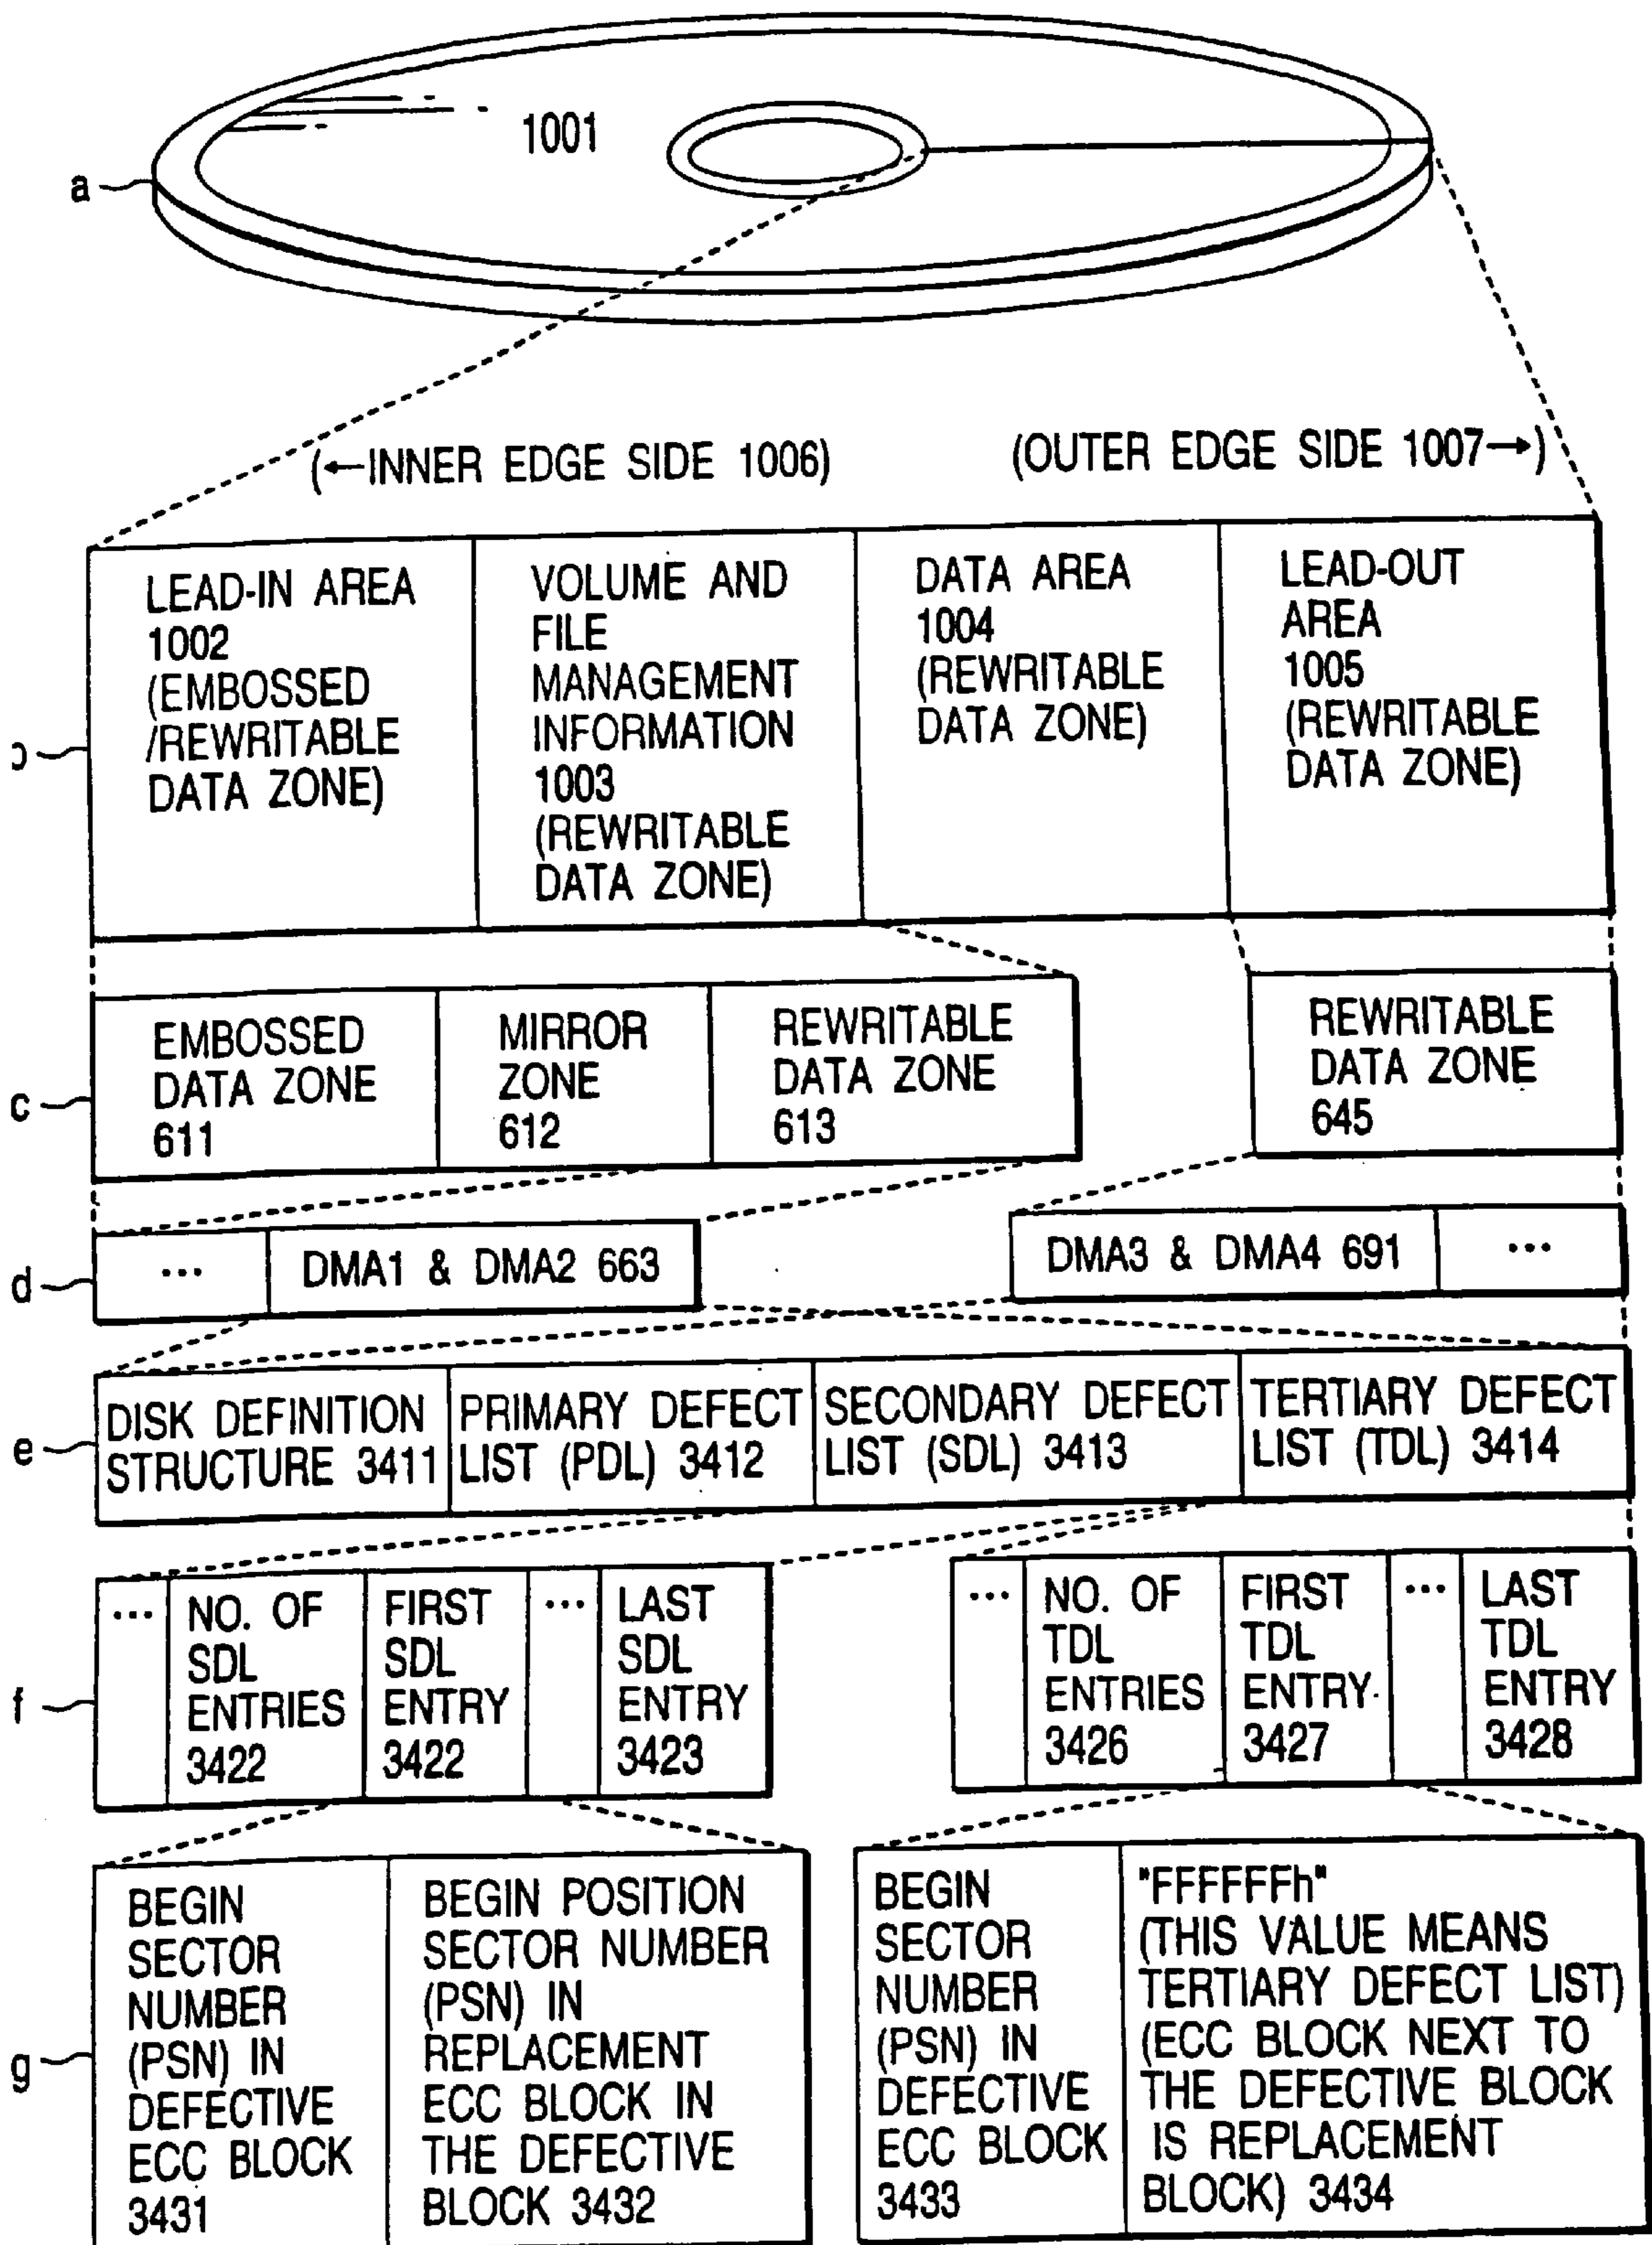 1001
a
(←INNER EDGE SIDE 1006)
(OUTER EDGE SIDE 1007→)
b
LEAD-IN AREA
1002
(EMBOSSED
/REWRITABLE
DATA ZONE)
VOLUME AND
FILE
MANAGEMENT
INFORMATION
1003
(REWRITABLE
DATA ZONE)
DATA AREA
1004
(REWRITABLE
DATA ZONE)
LEAD-OUT
AREA
1005
(REWRITABLE
DATA ZONE)
c
EMBOSSED
DATA ZONE
611
MIRROR
ZONE
612
REWRITABLE
DATA ZONE
613
REWRITABLE
DATA ZONE
645
d
...
DMA1 & DMA2 663
DMA3 & DMA4 691
...
e
DISK DEFINITION
STRUCTURE 3411
PRIMARY DEFECT
LIST (PDL) 3412
SECONDARY DEFECT
LIST (SDL) 3413
TERTIARY DEFECT
LIST (TDL) 3414
f
...
NO. OF
SDL
ENTRIES
3422
FIRST
SDL
ENTRY
3422
...
LAST
SDL
ENTRY
3423
...
NO. OF
TDL
ENTRIES
3426
FIRST
TDL
ENTRY
3427
...
LAST
TDL
ENTRY
3428
g
BEGIN
SECTOR
NUMBER
(PSN) IN
DEFECTIVE
ECC BLOCK
3431
BEGIN POSITION
SECTOR NUMBER
(PSN) IN
REPLACEMENT
ECC BLOCK IN
THE DEFECTIVE
BLOCK 3432
BEGIN
SECTOR
NUMBER
(PSN) IN
DEFECTIVE
ECC BLOCK
3433
"FFFFFFh"
(THIS VALUE MEANS
TERTIARY DEFECT LIST)
(ECC BLOCK NEXT TO
THE DEFECTIVE BLOCK
IS REPLACEMENT
BLOCK) 3434